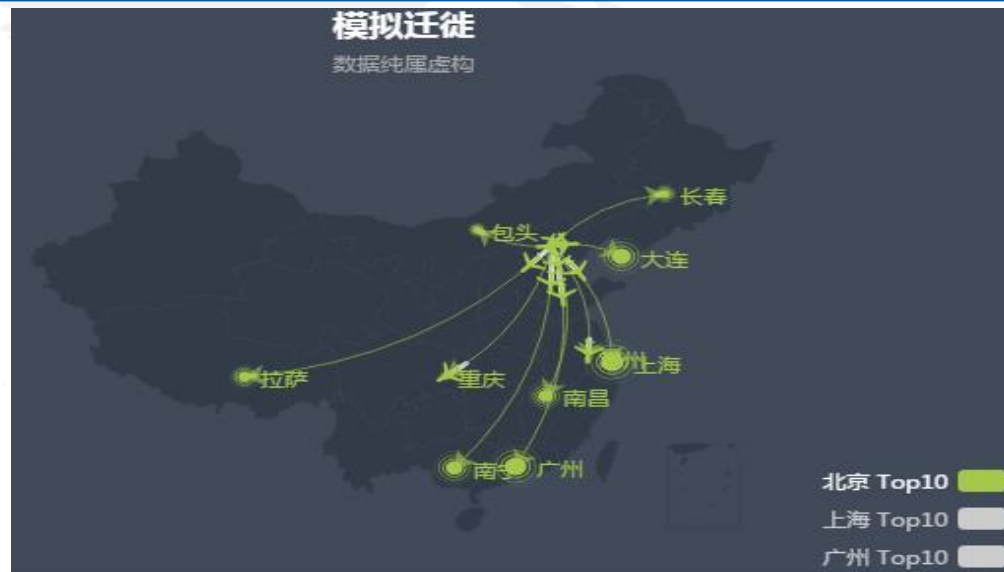 模拟迁徙
数据纯属虚构
长春
包头
大连
上海
拉萨
重庆
南昌
广州
北京 Top10
上海 Top10
广州 Top10